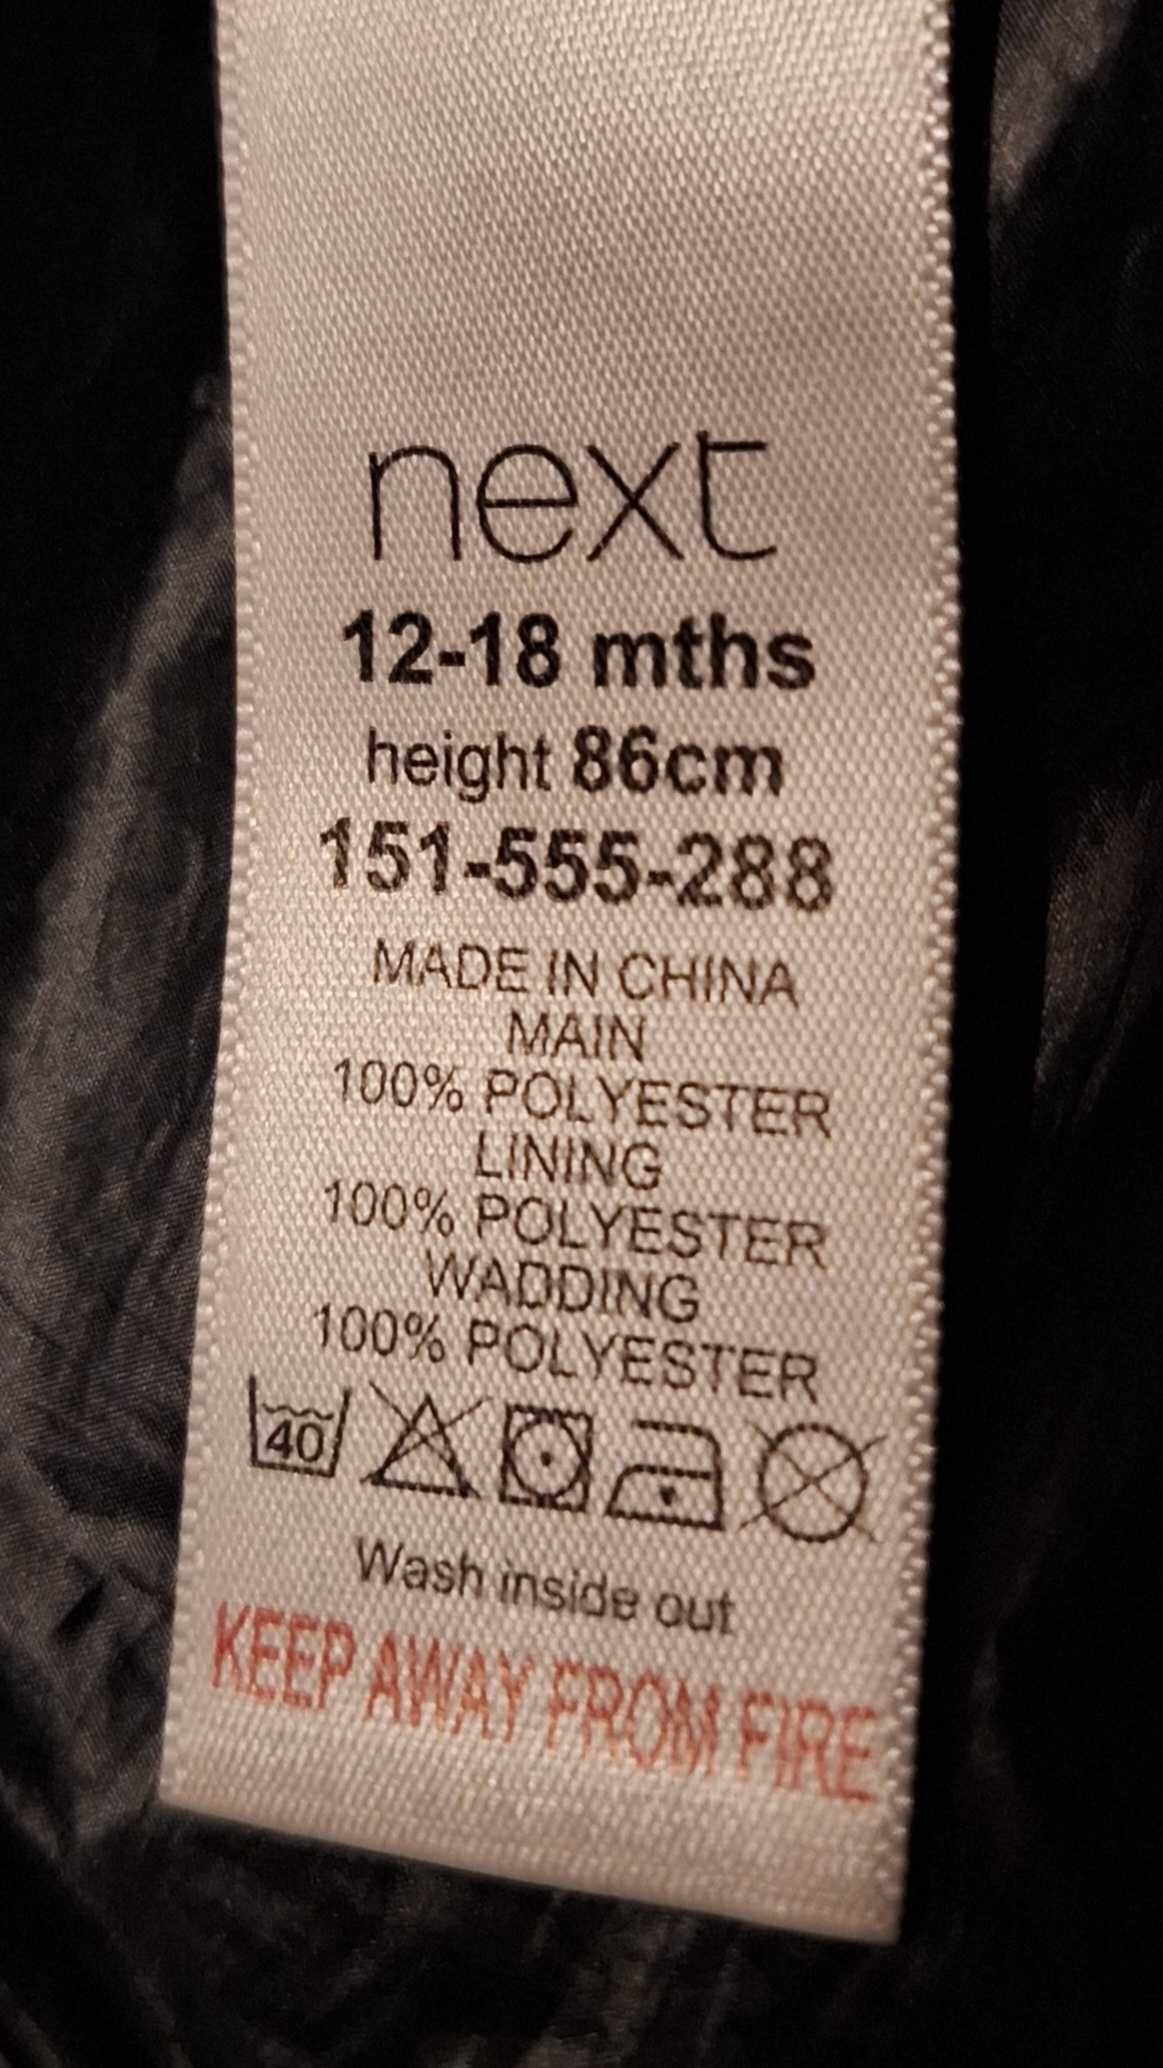 next
12-18 mths
height 86cm
151-555-288
MADE IN CHINA
MAIN
100% POLYESTER
LINING
100% POLYESTER
WADDING
100% POLYESTER
40
Wash inside out
KEEP AWAY FROM FIRE